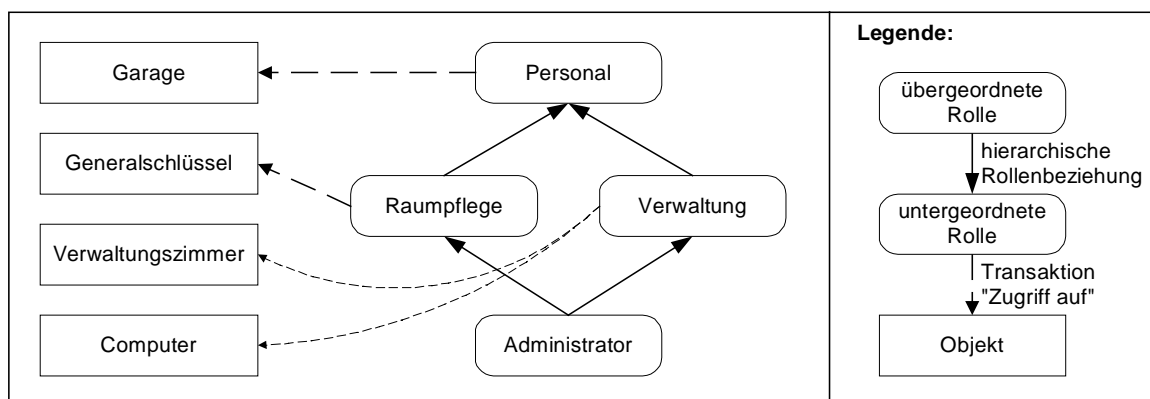 Garage
Personal
Generalschlüssel
Raumpflege
Verwaltung
Verwaltungszimmer
Computer
Administrator
Legende:
übergeordnete
Rolle
hierarchische
Rollenbeziehung
untergeordnete
Rolle
Transaktion
"Zugriff auf"
Objekt